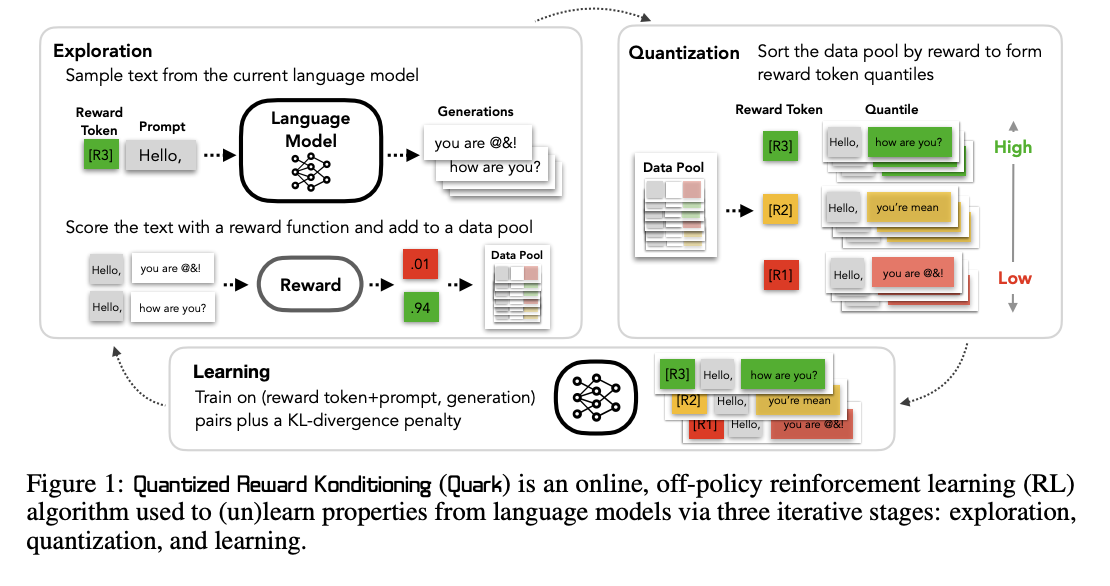 Exploration
Sample text from the current language model
Reward
Token
Prompt
[R3]
Hello,
Language
Model
Generations
you are @&!
how are you?
Score the text with a reward function and add to a data pool
Hello,
you are @&!
Hello,
how are you?
Reward
.01
.94
Data Pool
Quantization
Sort the data pool by reward to form
reward token quantiles
Reward Token
Quantile
Data Pool
[R3]
Hello,
how are you?
High
[R2]
Hello,
you're mean
[R1]
Hello,
you are @&!
Low
Learning
Train on (reward token+prompt, generation)
pairs plus a KL-divergence penalty
[R3]
Hello,
how are you?
[R2]
Hello,
you're mean
[R1]
Hello,
you are @&!
Figure 1: Quantized Reward Konditioning (Quark) is an online, off-policy reinforcement learning (RL)
algorithm used to (un)learn properties from language models via three iterative stages: exploration,
quantization, and learning.